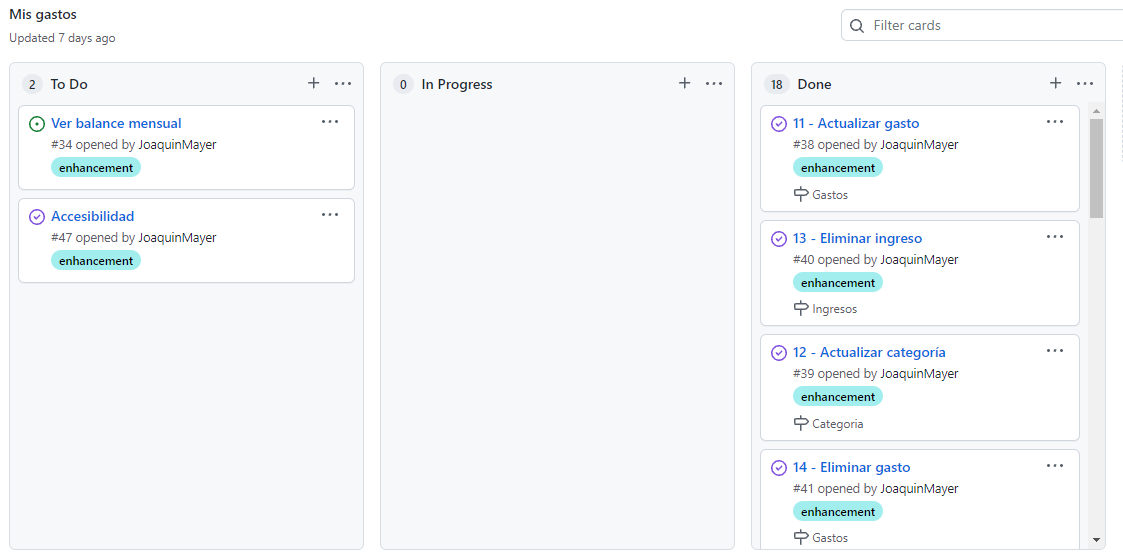 Mis gastos
Updated 7 days ago
Filter cards
2 To Do
Ver balance mensual
#34 opened by JoaquinMayer
enhancement
Accesibilidad
#47 opened by JoaquinMayer
enhancement
0 In Progress
18 Done
11 - Actualizar gasto
#38 opened by JoaquinMayer
enhancement
Gastos
13 - Eliminar ingreso
#40 opened by JoaquinMayer
enhancement
Ingresos
12 - Actualizar categoría
#39 opened by JoaquinMayer
enhancement
Categoria
14 - Eliminar gasto
#41 opened by JoaquinMayer
enhancement
Gastos